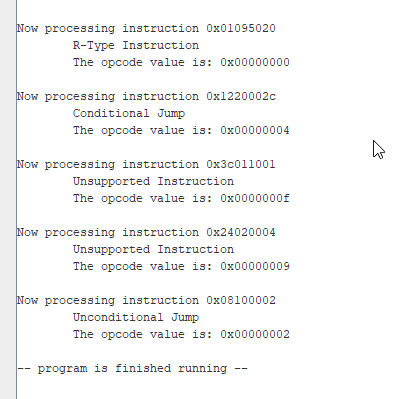 Now processing instruction 0x01095020
R-Type Instruction
The opcode value is: 0x00000000
Now processing instruction 0x1220002c
Conditional Jump
The opcode value is: 0x00000004
Now processing instruction 0x3c011001
Unsupported Instruction
The opcode value is: 0x0000000f
Now processing instruction 0x24020004
Unsupported Instruction
The opcode value is: 0x00000009
Now processing instruction 0x08100002
Unconditional Jump
The opcode value is: 0x00000002
-- program is finished running --